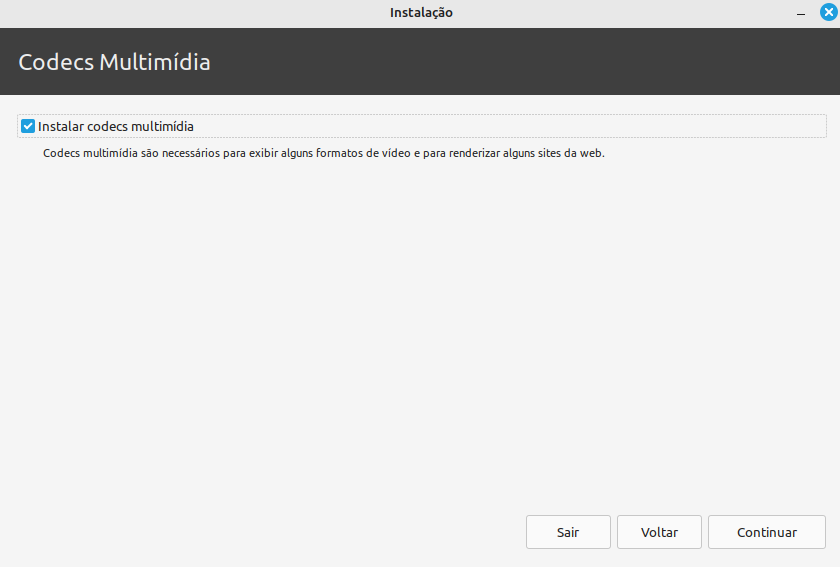 Instalação
Codecs Multimídia
Instalar codecs multimídia
Codecs multimídia são necessários para exibir alguns formatos de vídeo e para renderizar alguns sites da web.
Sair
Voltar
Continuar